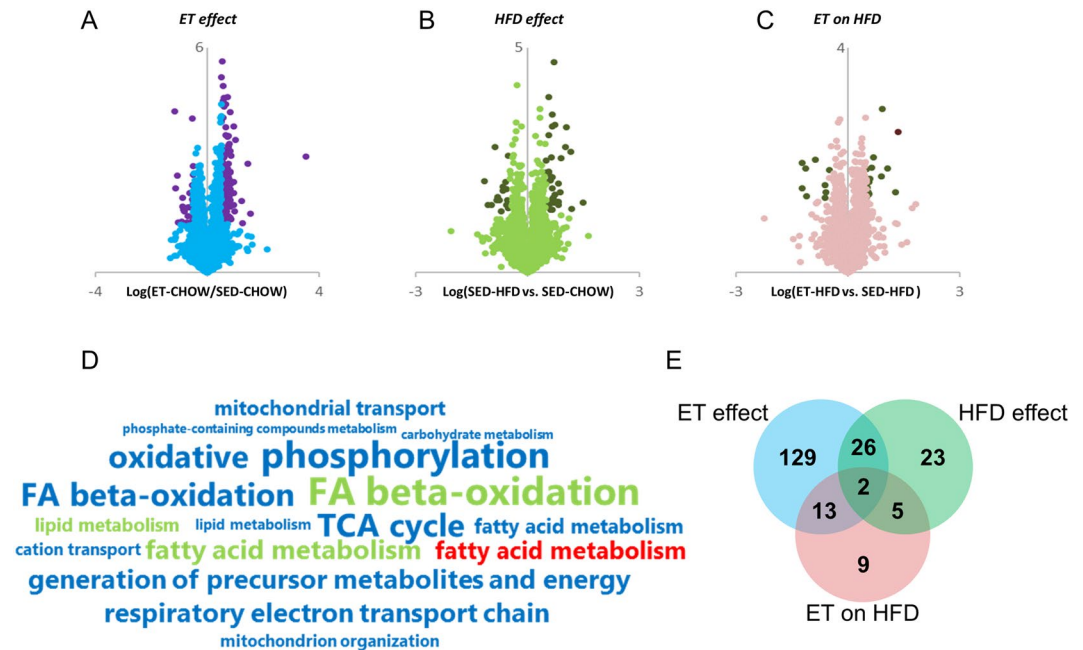 A
ET effect
6
-4
Log(ET-CHOW/SED-CHOW)
4
B
HFD effect
5
-3
Log(SED-HFD vs. SED-CHOW)
3
C
ET on HFD
4
-3
Log(ET-HFD vs. SED-HFD )
3
D
mitochondrial transport
phosphate-containing compounds metabolism
carbohydrate metabolism
oxidative phosphorylation
FA beta-oxidation FA beta-oxidation
lipid metabolism lipid metabolism TCA cycle fatty acid metabolism
cation transport fatty acid metabolism fatty acid metabolism
generation of precursor metabolites and energy
respiratory electron transport chain
mitochondrion organization
E
ET effect
HFD effect
129
26
23
2
13
5
9
ET on HFD